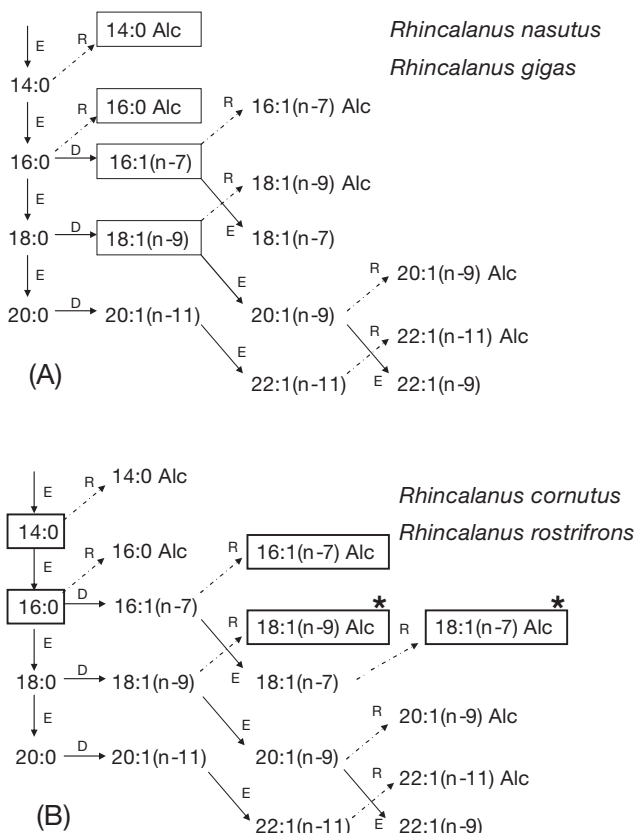 E R 14:0 Alc Rhincalanus nasutus
14:0 Rhincalanus gigas
E R 16:0 Alc R 16:1(n-7) Alc
16:0 D 16:1(n-7)
E R 18:1(n-9) Alc
18:0 D 18:1(n-9) E 18:1(n-7)
E E R 20:1(n-9) Alc
20:0 D 20:1(n-11) 20:1(n-9)
E R 22:1(n-11) Alc
(A) 22:1(n-11) E 22:1(n-9)
E R 14:0 Alc Rhincalanus cornutus
14:0 Rhincalanus rostrifrons
E R 16:0 Alc R 16:1(n-7) Alc
16:0 D 16:1(n-7) * *
E R 18:1(n-9) Alc R 18:1(n-7) Alc
18:0 D 18:1(n-9) E 18:1(n-7)
E E R 20:1(n-9) Alc
20:0 D 20:1(n-11) 20:1(n-9)
E R 22:1(n-11) Alc
(B) 22:1(n-11) E 22:1(n-9)